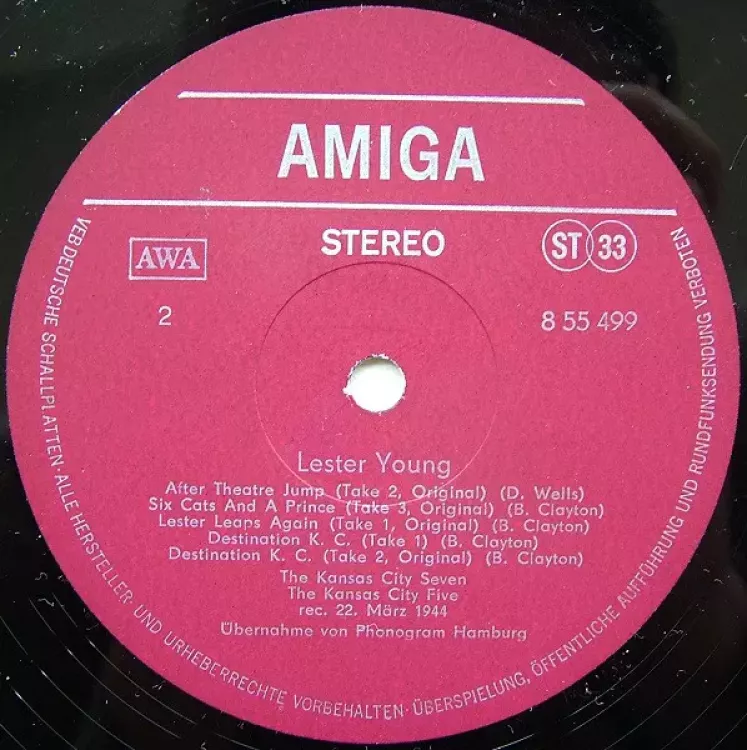 AMIGA
STEREO
AWA
ST 33
2
8 55 499
Lester Young
After Theatre Jump (Take 2, Original) (D. Wells)
Six Cats And A Prince (Take 3, Original) (B. Clayton)
Lester Leaps Again (Take 1, Original) (B. Clayton)
Destination K. C. (Take 1) (B. Clayton)
Destination K. C. (Take 2, Original) (B. Clayton)
The Kansas City Seven
The Kansas City Five
rec. 22. März 1944
Übernahme von Phonogram Hamburg
VEB DEUTSCHE SCHALLPLATTEN · ALLE HERSTELLER- UND URHEBERRECHTE VORBEHALTEN · ÜBERSPIELUNG, ÖFFENTLICHE AUFFÜHRUNG UND RUNDFUNKSENDUNG VERBOTEN